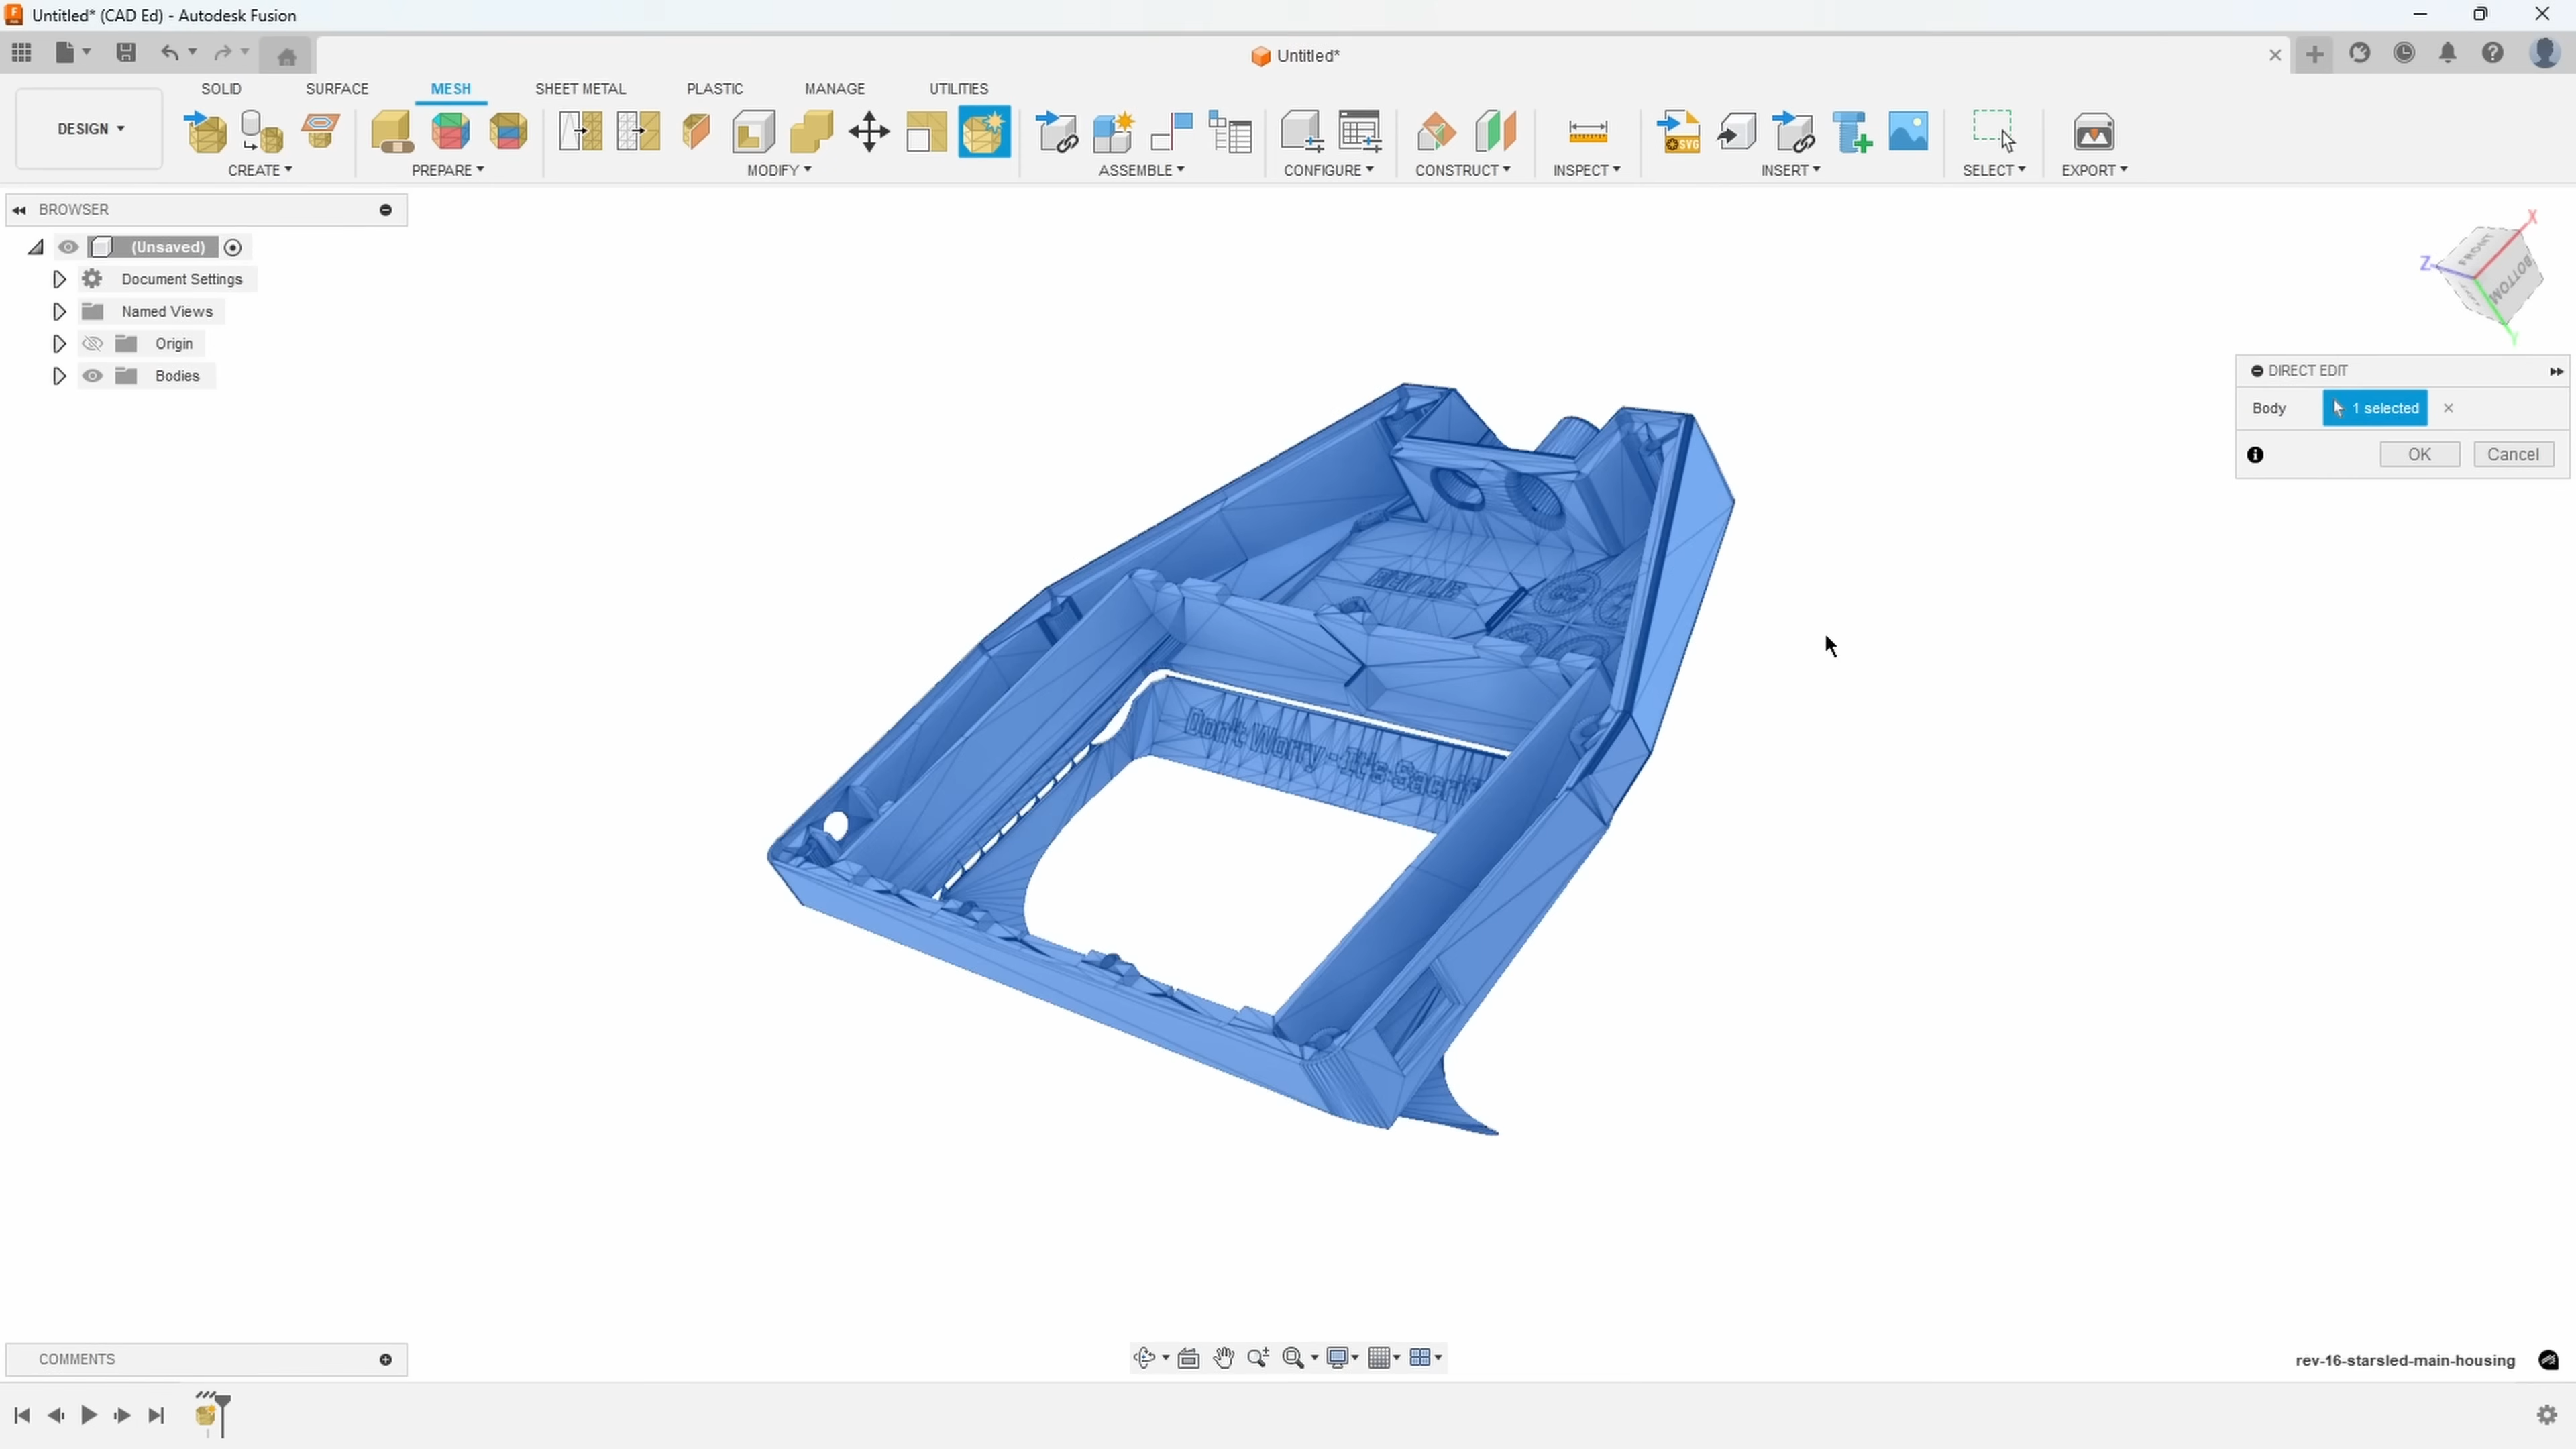 Untitled* (CAD Ed) - Autodesk Fusion
Untitled*
SOLID SURFACE MESH SHEET METAL PLASTIC MANAGE UTILITIES
DESIGN
CREATE PREPARE MODIFY ASSEMBLE CONFIGURE CONSTRUCT INSPECT INSERT SELECT EXPORT
SVG
BROWSER
(Unsaved)
Document Settings
Named Views
Origin
Bodies
X
Z
Y
FRONT
BOTTOM
DIRECT EDIT
Body 1 selected
OK Cancel
Don't Worry - It's Sacrif
COMMENTS
rev-16-starsled-main-housing